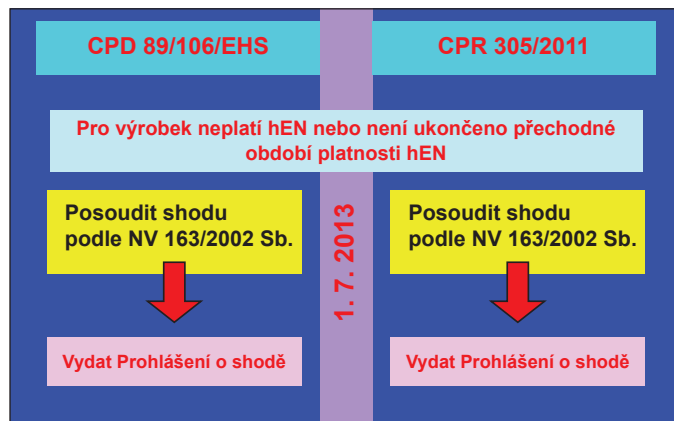 CPD 89/106/EHS
CPR 305/2011
Pro výrobek neplatí hEN nebo není ukončeno přechodné
období platnosti hEN
1. 7. 2013
Posoudit shodu
podle NV 163/2002 Sb.
Vydat Prohlášení o shodě
Posoudit shodu
podle NV 163/2002 Sb.
Vydat Prohlášení o shodě